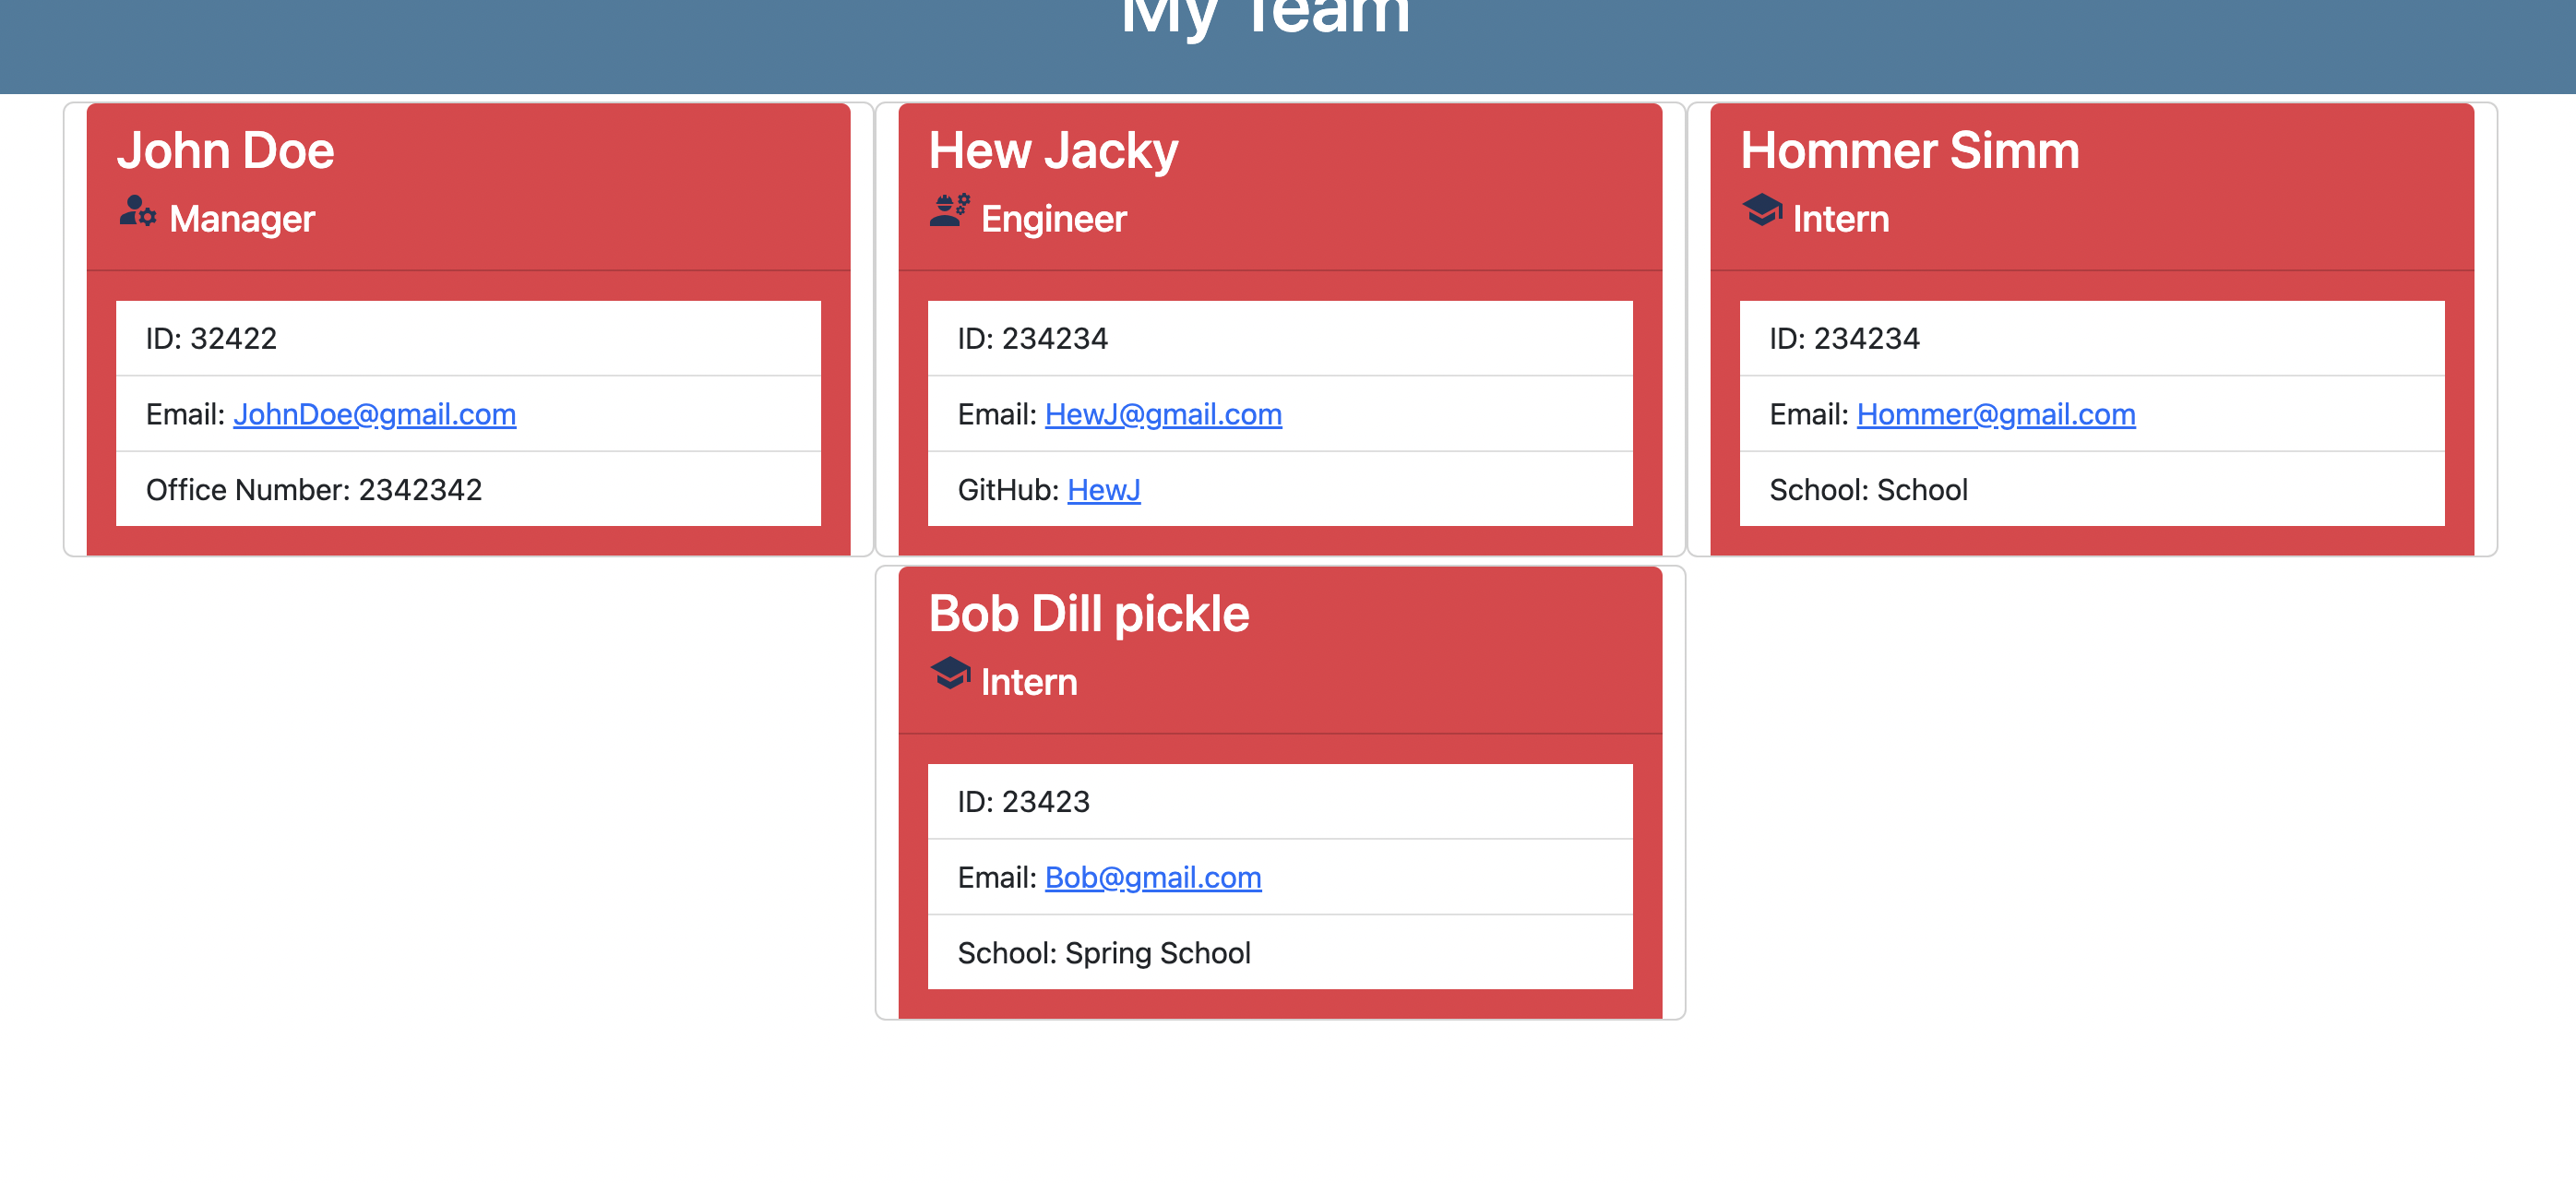 My Team
John Doe
Manager
ID: 32422
Email: JohnDoe@gmail.com
Office Number: 2342342
Hew Jacky
Engineer
ID: 234234
Email: HewJ@gmail.com
GitHub: HewJ
Hommer Simm
Intern
ID: 234234
Email: Hommer@gmail.com
School: School
Bob Dill pickle
Intern
ID: 23423
Email: Bob@gmail.com
School: Spring School